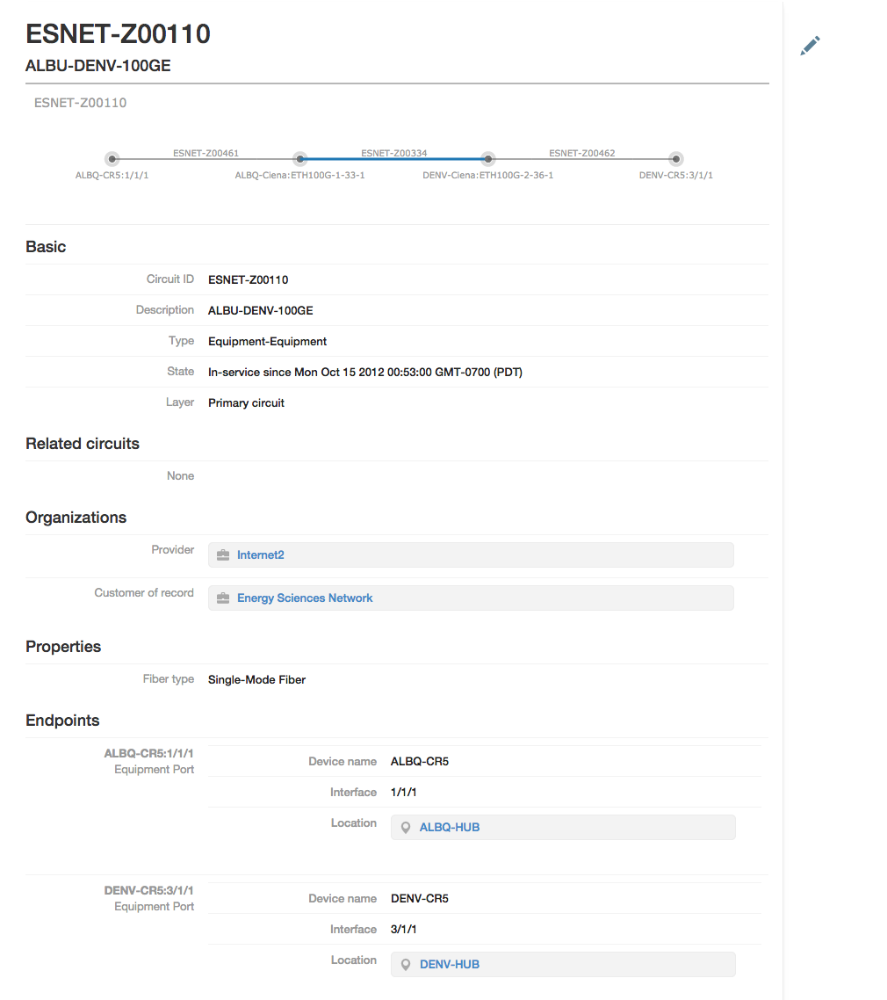 ESNET-Z00110
ALBU-DENV-100GE
ESNET-Z00110
ESNET-Z00461 ESNET-Z00334 ESNET-Z00462
ALBQ-CR5:1/1/1 ALBQ-Ciena:ETH100G-1-33-1 DENV-Ciena:ETH100G-2-36-1 DENV-CR5:3/1/1
Basic
Circuit ID ESNET-Z00110
Description ALBU-DENV-100GE
Type Equipment-Equipment
State In-service since Mon Oct 15 2012 00:53:00 GMT-0700 (PDT)
Layer Primary circuit
Related circuits
None
Organizations
Provider Internet2
Customer of record Energy Sciences Network
Properties
Fiber type Single-Mode Fiber
Endpoints
ALBQ-CR5:1/1/1
Equipment Port
Device name ALBQ-CR5
Interface 1/1/1
Location ALBQ-HUB
DENV-CR5:3/1/1
Equipment Port
Device name DENV-CR5
Interface 3/1/1
Location DENV-HUB